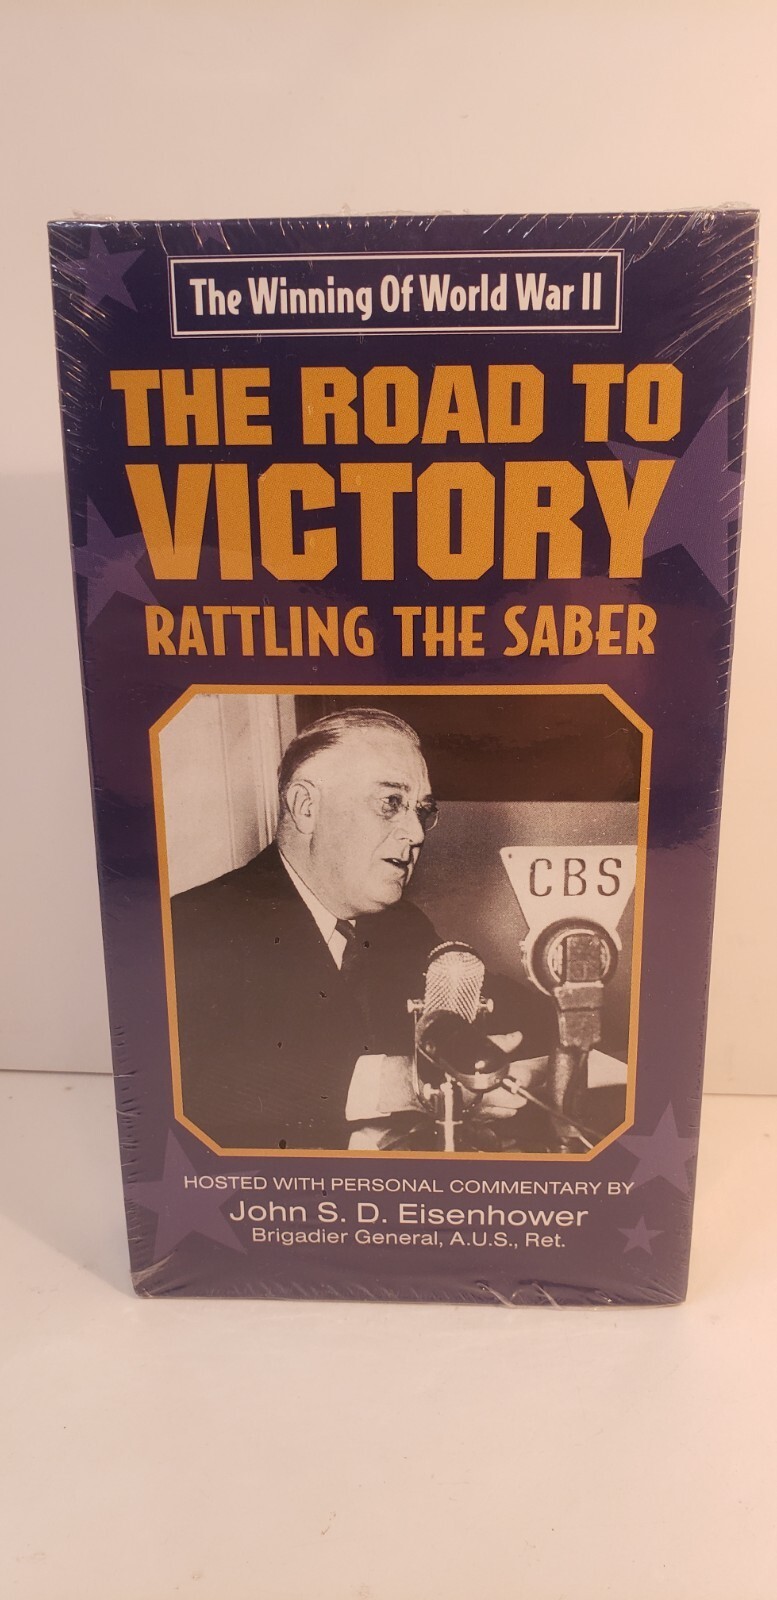 The Winning Of World War II
THE ROAD TO
VICTORY
RATTLING THE SABER
CBS
HOSTED WITH PERSONAL COMMENTARY BY
John S. D. Eisenhower
Brigadier General, A.U.S., Ret.